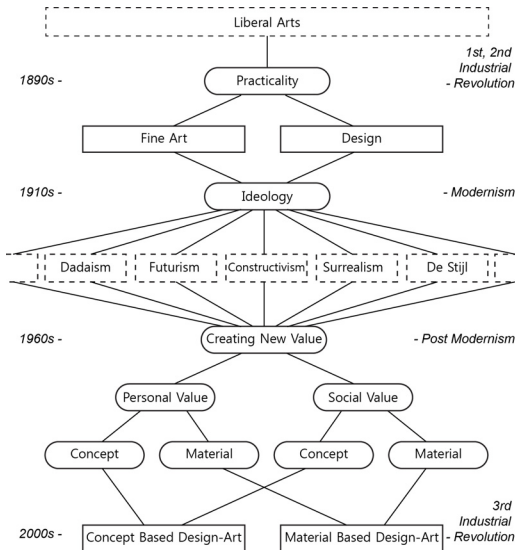 Liberal Arts
1st, 2nd
Industrial
1890s -
Practicality
- Revolution
Fine Art
Design
1910s -
Ideology
- Modernism
Dadaism
Futurism
Constructivism
Surrealism
De Stijl
1960s -
Creating New Value
- Post Modernism
Personal Value
Social Value
Concept
Material
Concept
Material
3rd
Industrial
2000s -
Concept Based Design-Art
Material Based Design-Art
- Revolution